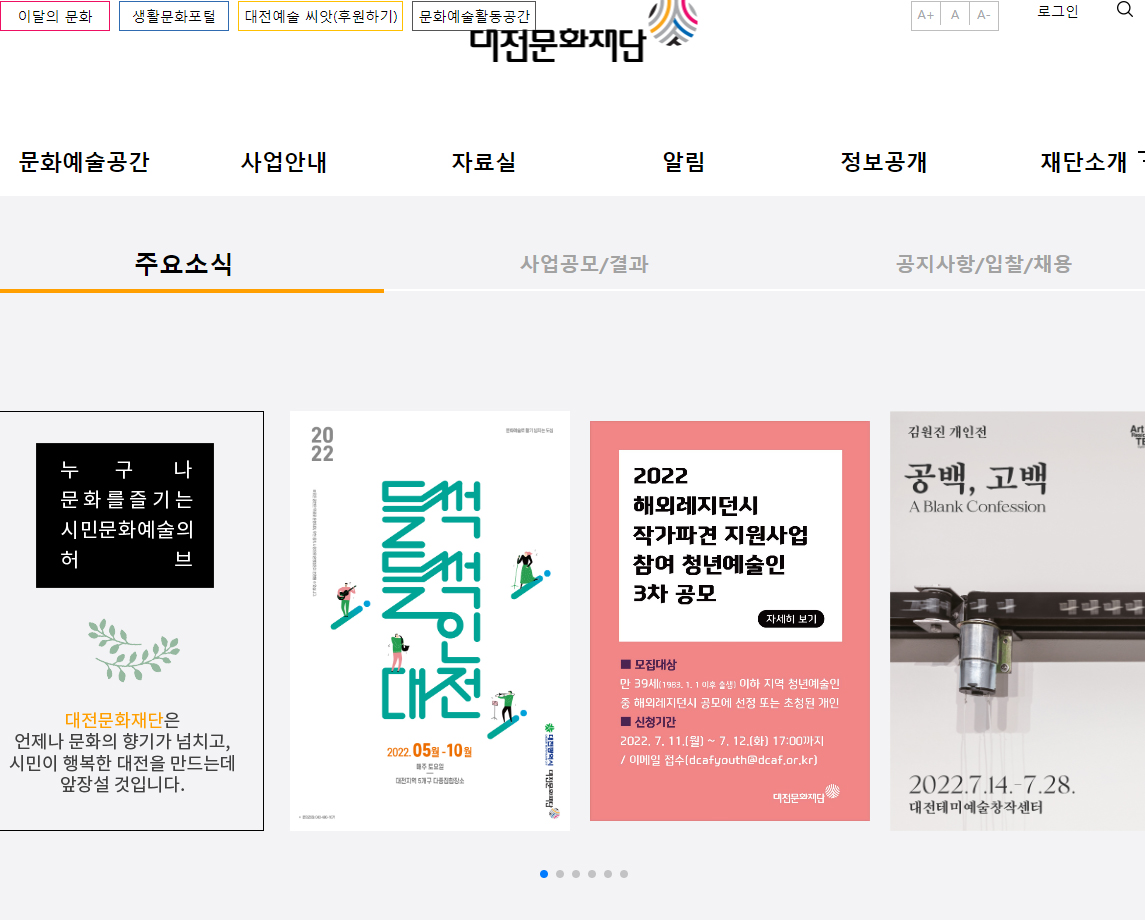 이달의 문화
생활문화포털
대전예술 씨앗(후원하기)
문화예술활동공간
A+
A
A-
로그인
대전문화재단
문화예술공간
사업안내
자료실
알림
정보공개
재단소개
주요소식
사업공모/결과
공지사항/입찰/채용
누 구 나
문화를즐기는
시민문화예술의
허 브
대전문화재단은
언제나 문화의 향기가 넘치고,
시민이 행복한 대전을 만드는데
앞장설 것입니다.
20
22
들썩
들썩
인
대전
2022. 05월 - 10월
매주 토요일
대전지역 5개구 다중집합장소
대전광역시
대전문화재단
2022
해외레지던시
작가파견 지원사업
참여 청년예술인
3차 공모
자세히 보기
■ 모집대상
만 39세(1983. 1. 1 이후 출생) 이하 지역 청년예술인
중 해외레지던시 공모에 선정 또는 초청된 개인
■ 신청기간
2022. 7. 11.(월) ~ 7. 12.(화) 17:00까지
/ 이메일 접수(dcafyouth@dcaf.or.kr)
대전문화재단
김원진 개인전
공백, 고백
A Blank Confession
2022.7.14.-7.28.
대전테미예술창작센터